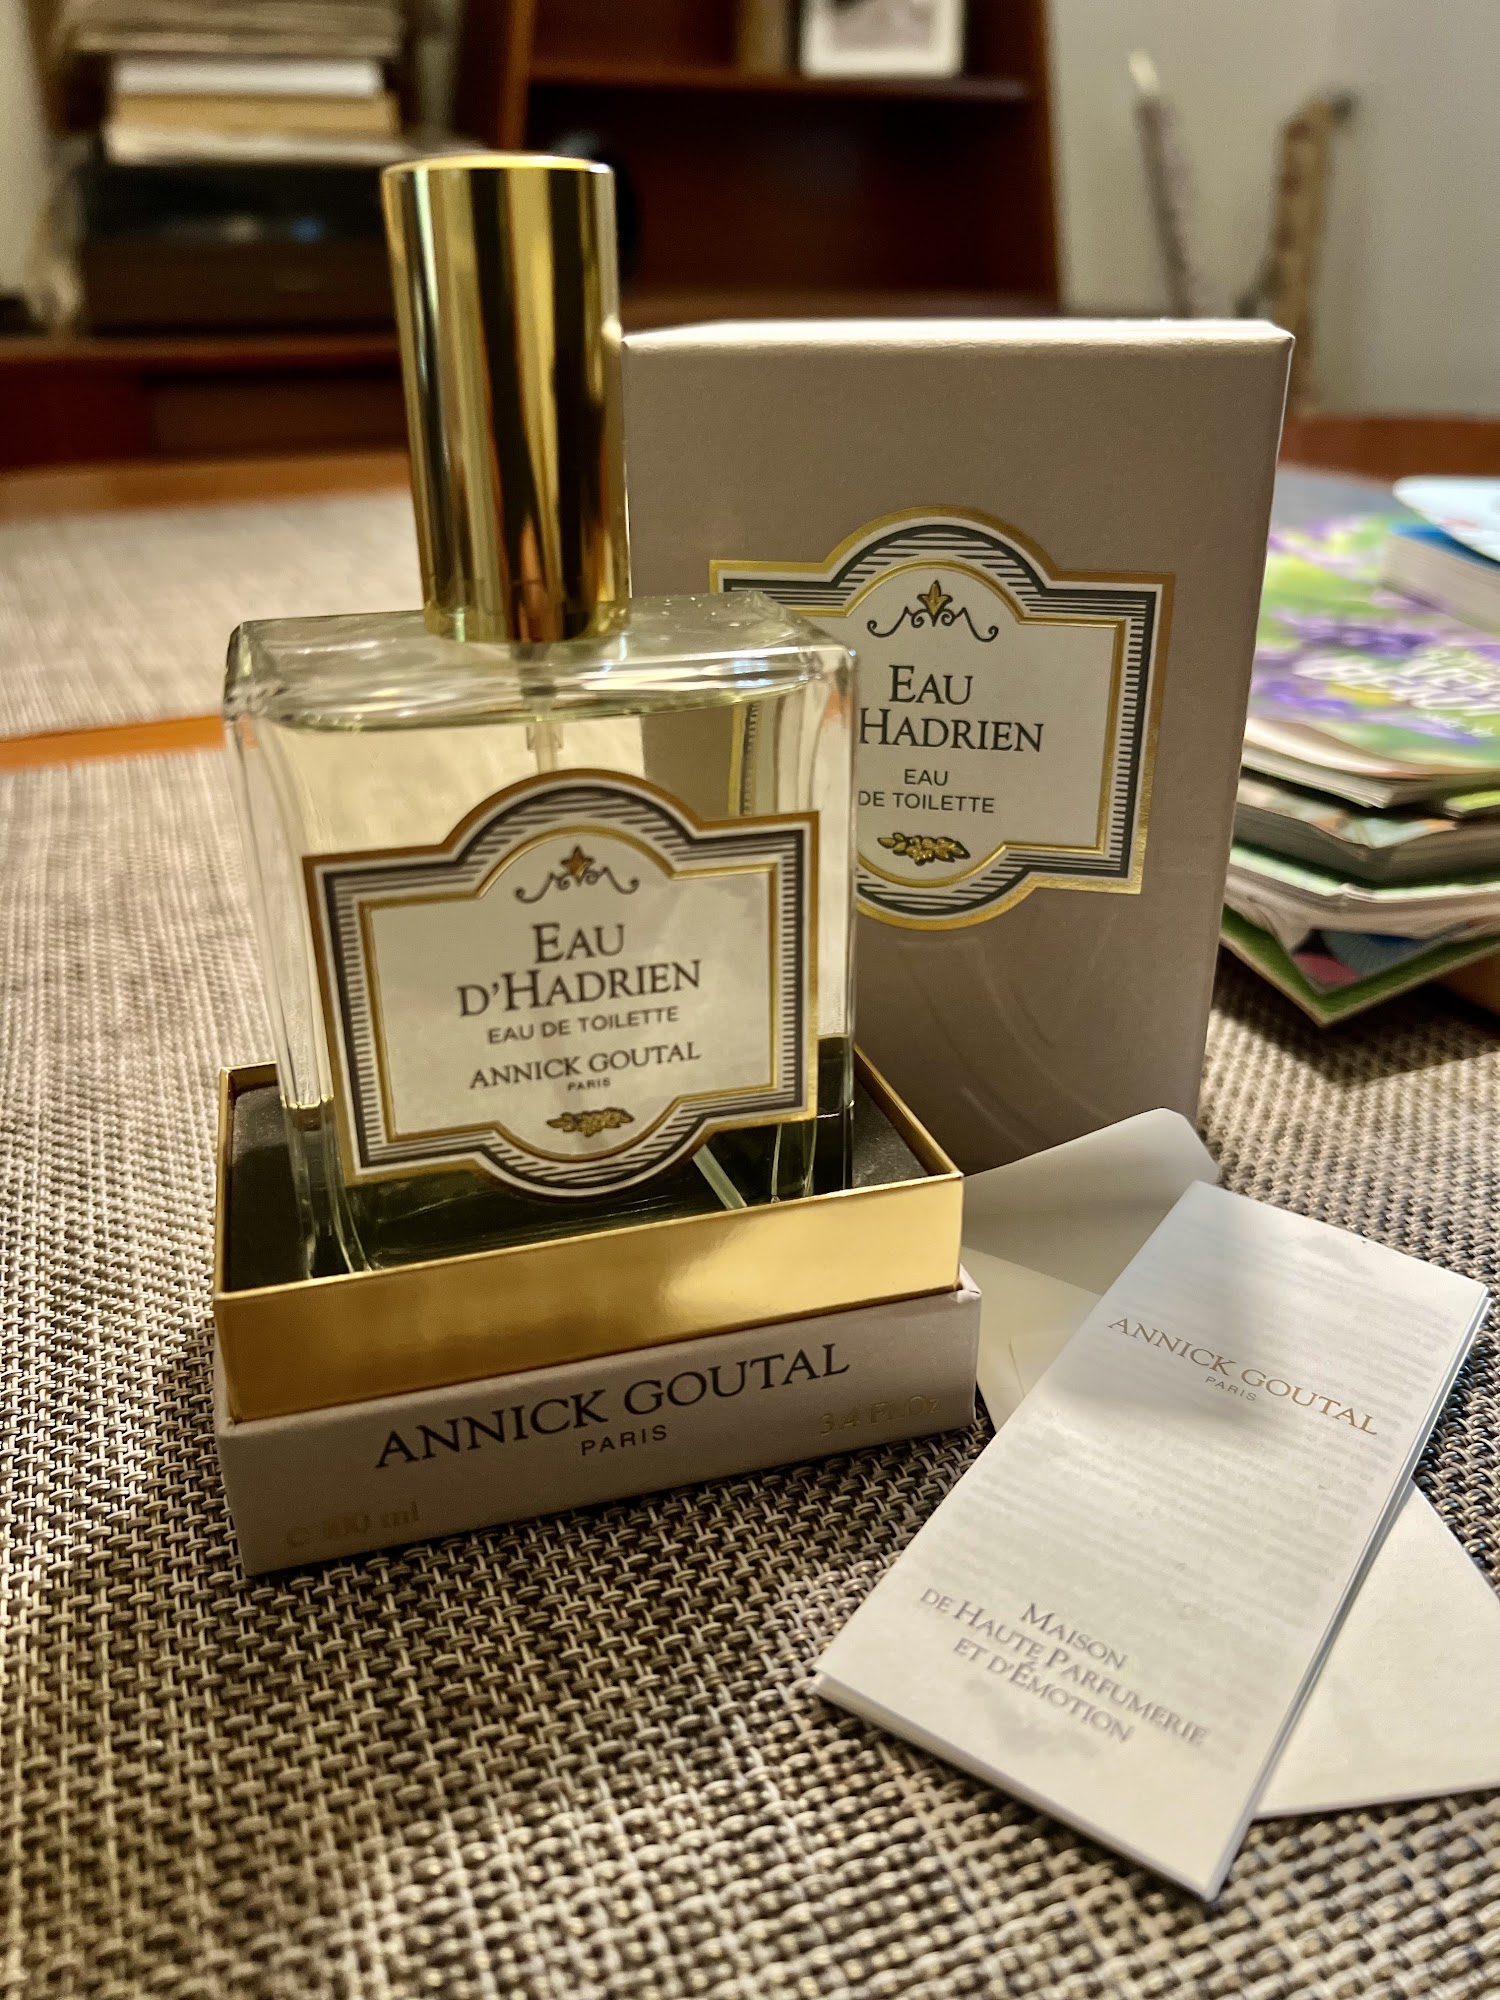 EAU
D'HADRIEN
EAU DE TOILETTE
ANNICK GOUTAL
PARIS
EAU
HADRIEN
EAU
DE TOILETTE
ANNICK GOUTAL
PARIS
3.4 Fl.Oz
100 ml
ANNICK GOUTAL
PARIS
MAISON
DE HAUTE PARFUMERIE
ET D'ÉMOTION